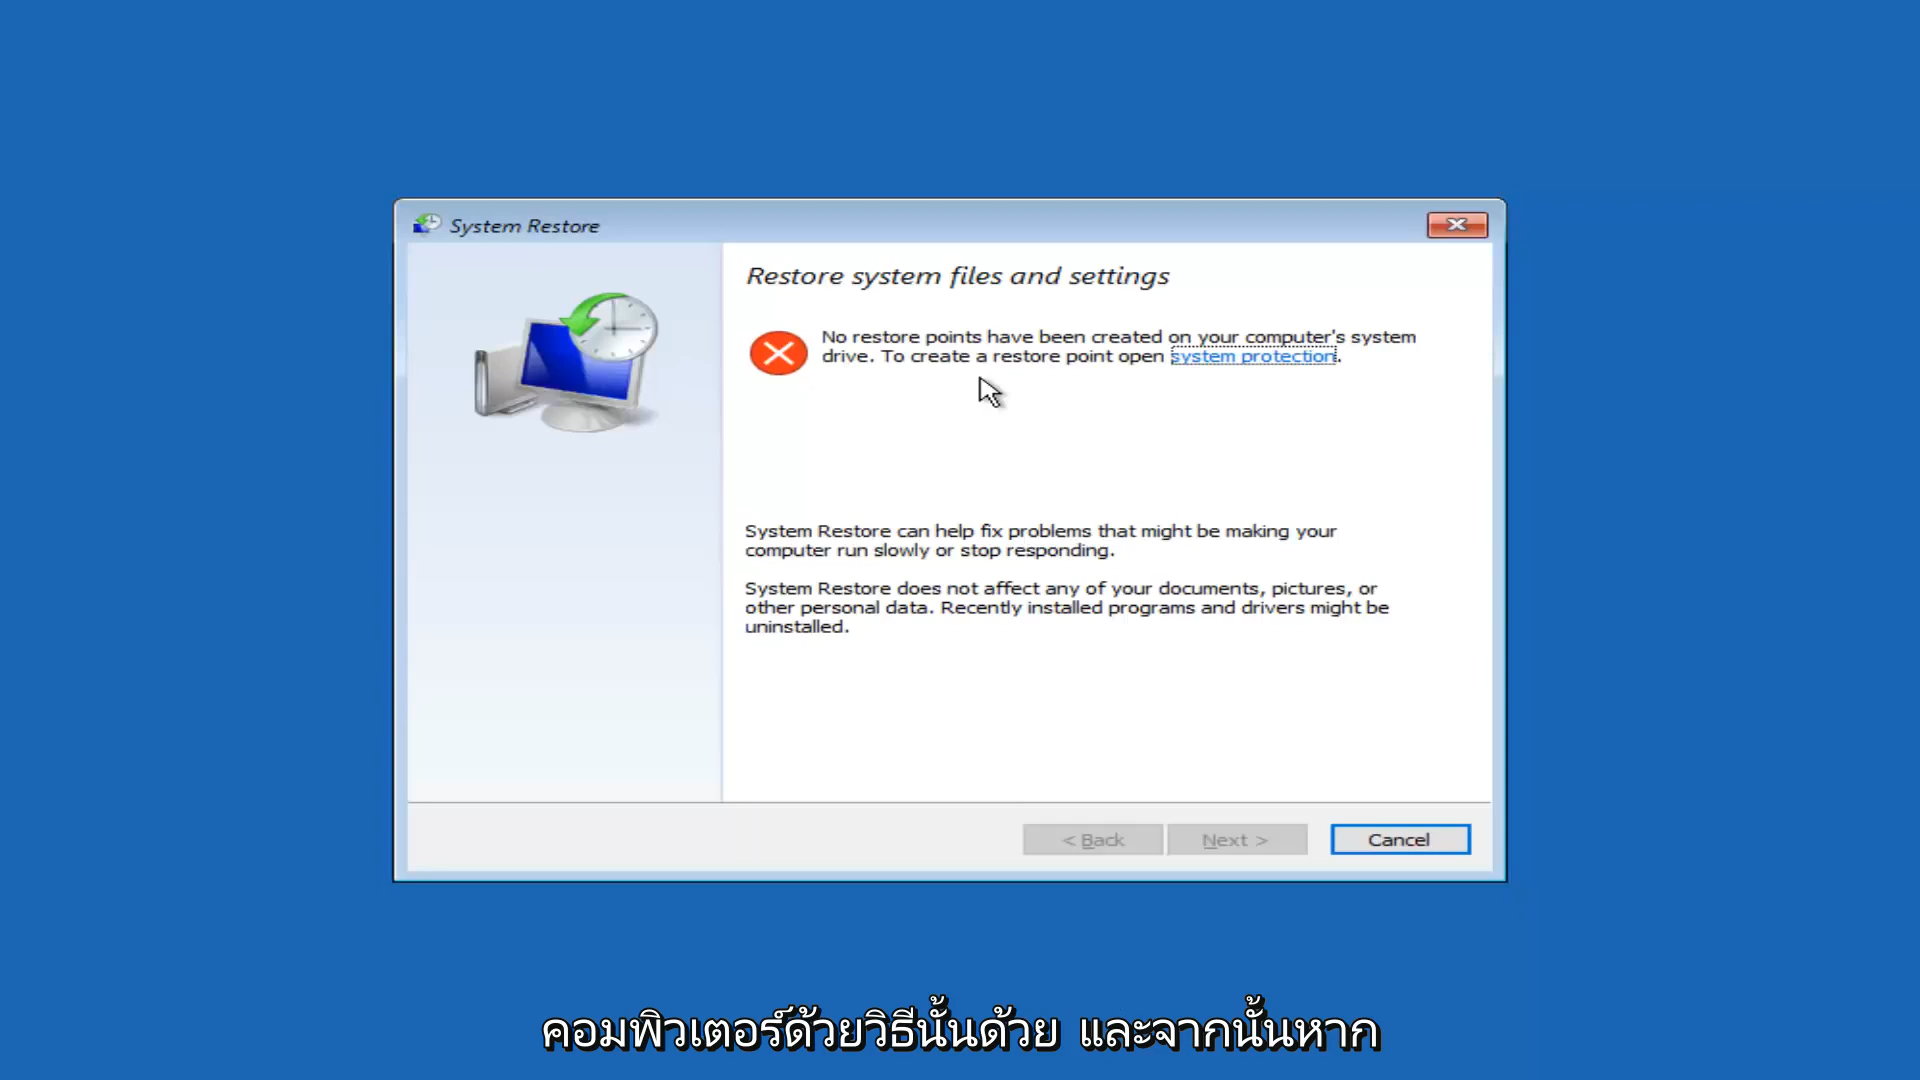 System Restore
Restore system files and settings
No restore points have been created on your computer's system
drive. To create a restore point open system protection.
System Restore can help fix problems that might be making your
computer run slowly or stop responding.
System Restore does not affect any of your documents, pictures, or
other personal data. Recently installed programs and drivers might be
uninstalled.
< Back
Next >
Cancel
คอมพิวเตอร์ด้วยวิธีนั้นด้วย และจากนั้นหาก